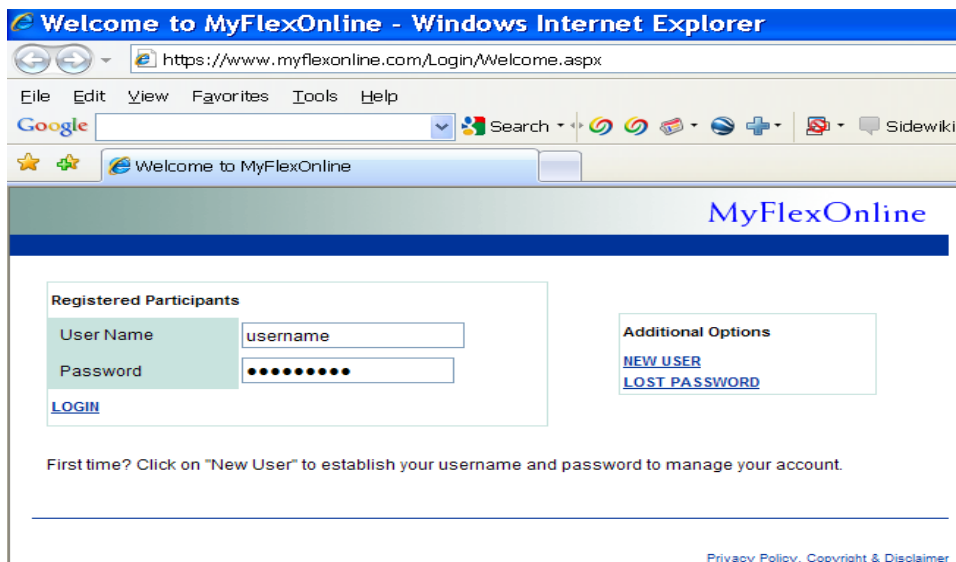 Welcome to MyFlexOnline - Windows Internet Explorer
https://www.myflexonline.com/Login/Welcome.aspx
File Edit View Favorites Tools Help
Google Search Sidewiki
Welcome to MyFlexOnline
MyFlexOnline
Registered Participants
User Name username
Password •••••••••
LOGIN
Additional Options
NEW USER
LOST PASSWORD
First time? Click on "New User" to establish your username and password to manage your account.
Privacy Policy, Copyright & Disclaimer